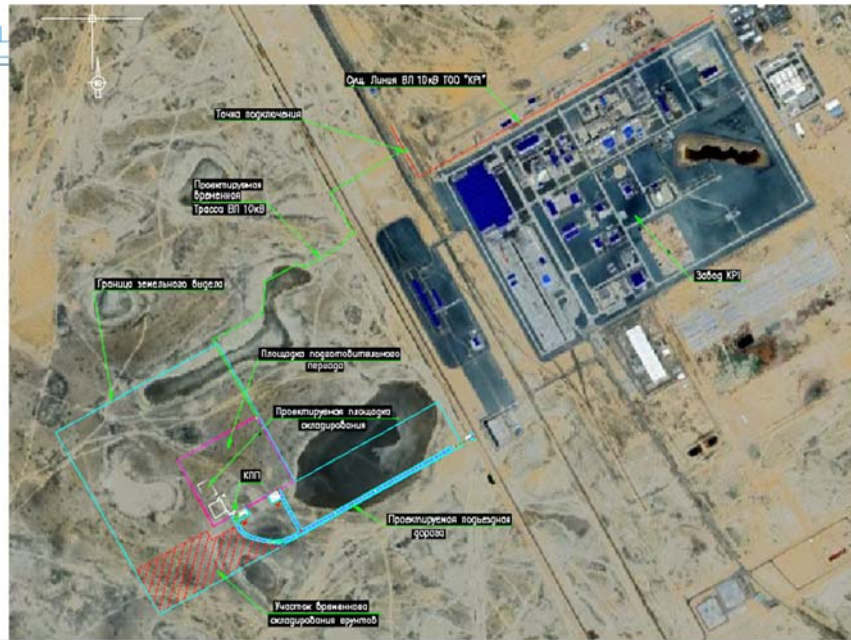 Сущ. Линия ВЛ 10кВ ТОО "KPI"
Точка подключения
Проектируемая
временная
Трасса ВЛ 10кВ
Завод KPI
Граница земельного выдела
Площадка подготовительного
периода
Проектируемая площадка
складирования
КПП
Проектируемая подъездная
дорога
Участок временного
складирования грунтов